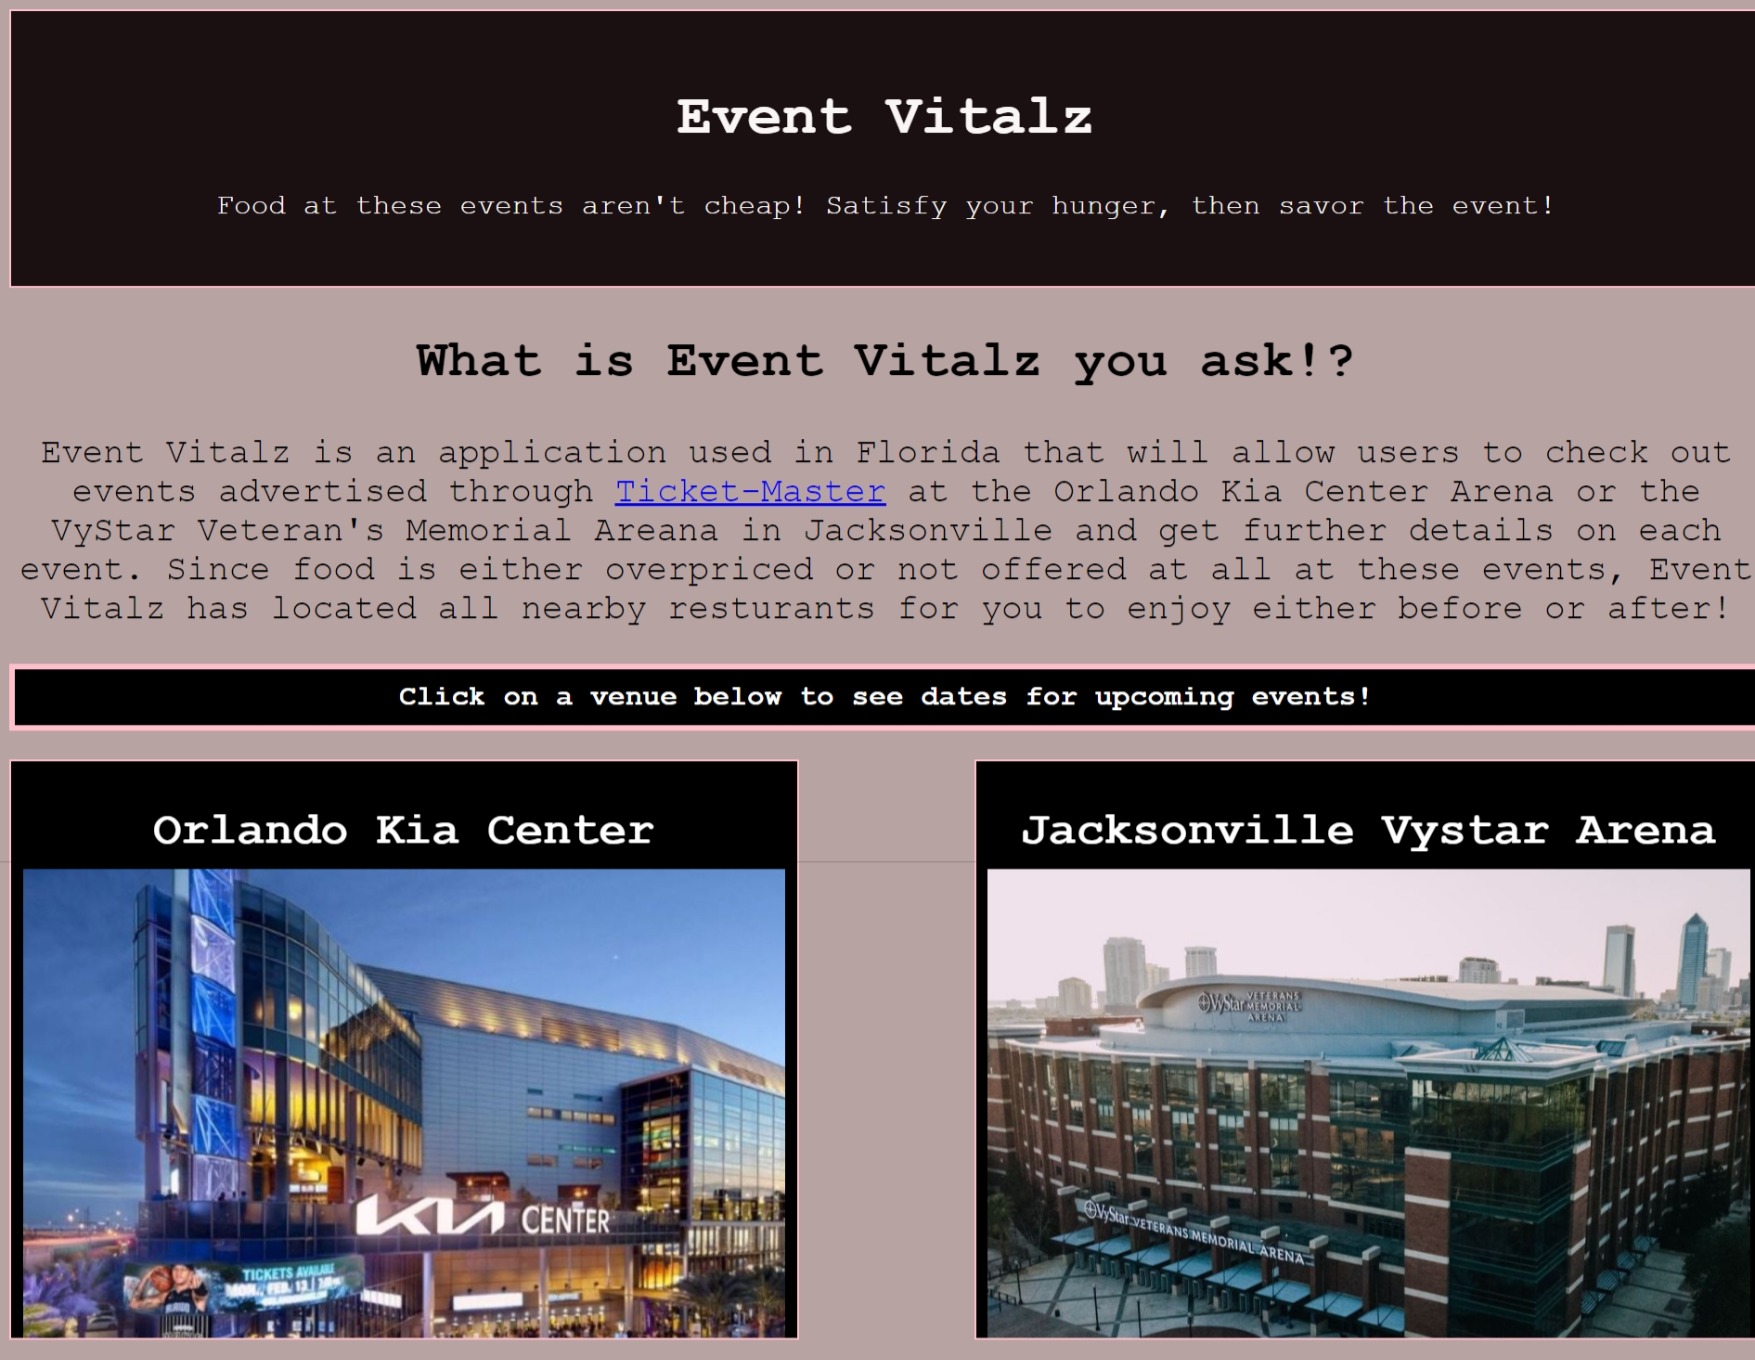 Event Vitalz
Food at these events aren't cheap! Satisfy your hunger, then savor the event!
What is Event Vitalz you ask!?
Event Vitalz is an application used in Florida that will allow users to check out
events advertised through Ticket-Master at the Orlando Kia Center Arena or the
VyStar Veteran's Memorial Areana in Jacksonville and get further details on each
event. Since food is either overpriced or not offered at all at these events, Event
Vitalz has located all nearby resturants for you to enjoy either before or after!
Click on a venue below to see dates for upcoming events!
Orlando Kia Center
Jacksonville Vystar Arena
VyStar VETERANS
MEMORIAL
ARENA
KIA CENTER
VyStar VETERANS MEMORIAL ARENA
TICKETS AVAILABLE
MON., FEB. 13
ORLANDO